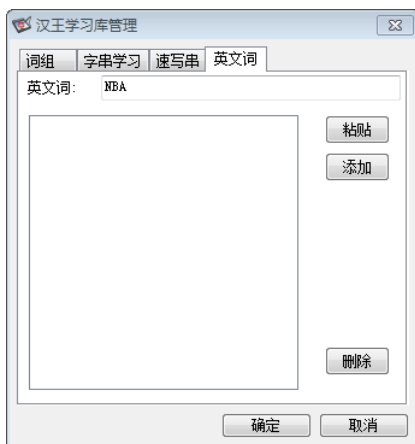 汉王学习库管理
词组 字串学习 速写串 英文词
英文词: NBA
粘贴
添加
删除
确定 取消